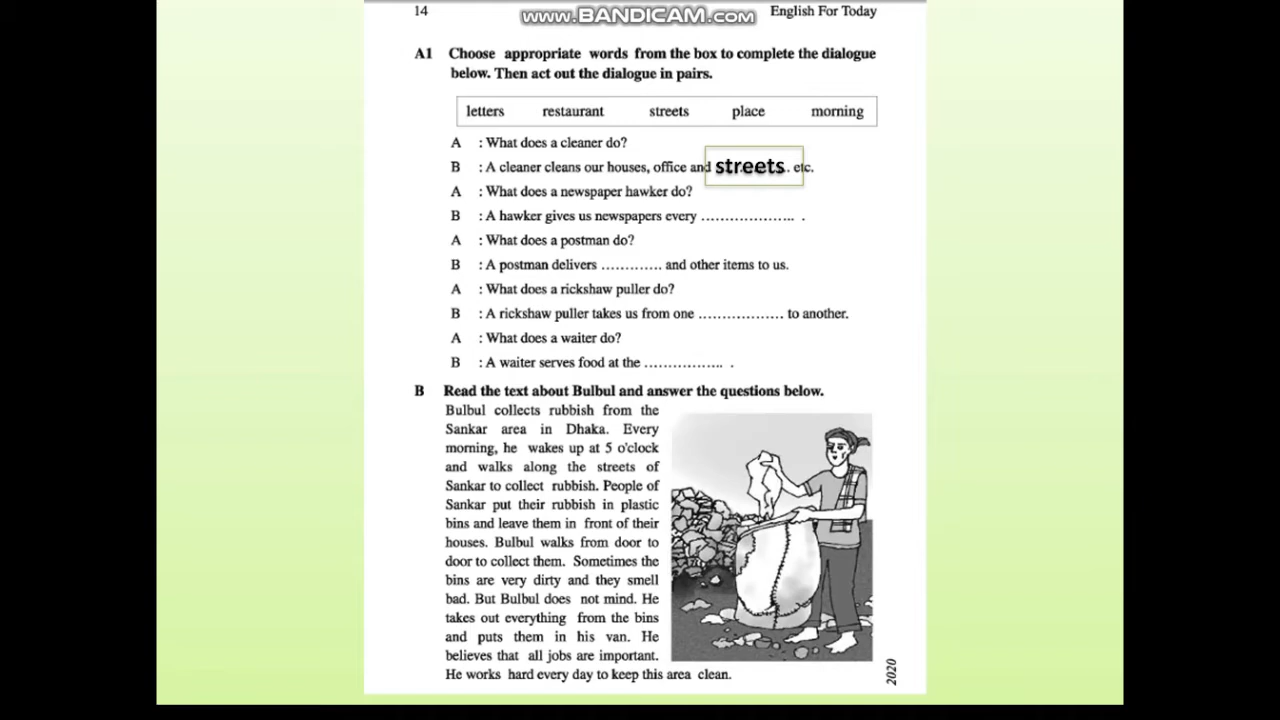 14
www.BANDICAM.com
English For Today
A1 Choose appropriate words from the box to complete the dialogue
below. Then act out the dialogue in pairs.
letters restaurant streets place morning
A : What does a cleaner do?
B : A cleaner cleans our houses, office and streets. etc.
A : What does a newspaper hawker do?
B : A hawker gives us newspapers every .................... .
A : What does a postman do?
B : A postman delivers ............. and other items to us.
A : What does a rickshaw puller do?
B : A rickshaw puller takes us from one .................. to another.
A : What does a waiter do?
B : A waiter serves food at the ................. .
B Read the text about Bulbul and answer the questions below.
Bulbul collects rubbish from the
Sankar area in Dhaka. Every
morning, he wakes up at 5 o'clock
and walks along the streets of
Sankar to collect rubbish. People of
Sankar put their rubbish in plastic
bins and leave them in front of their
houses. Bulbul walks from door to
door to collect them. Sometimes the
bins are very dirty and they smell
bad. But Bulbul does not mind. He
takes out everything from the bins
and puts them in his van. He
believes that all jobs are important.
He works hard every day to keep this area clean.
2020